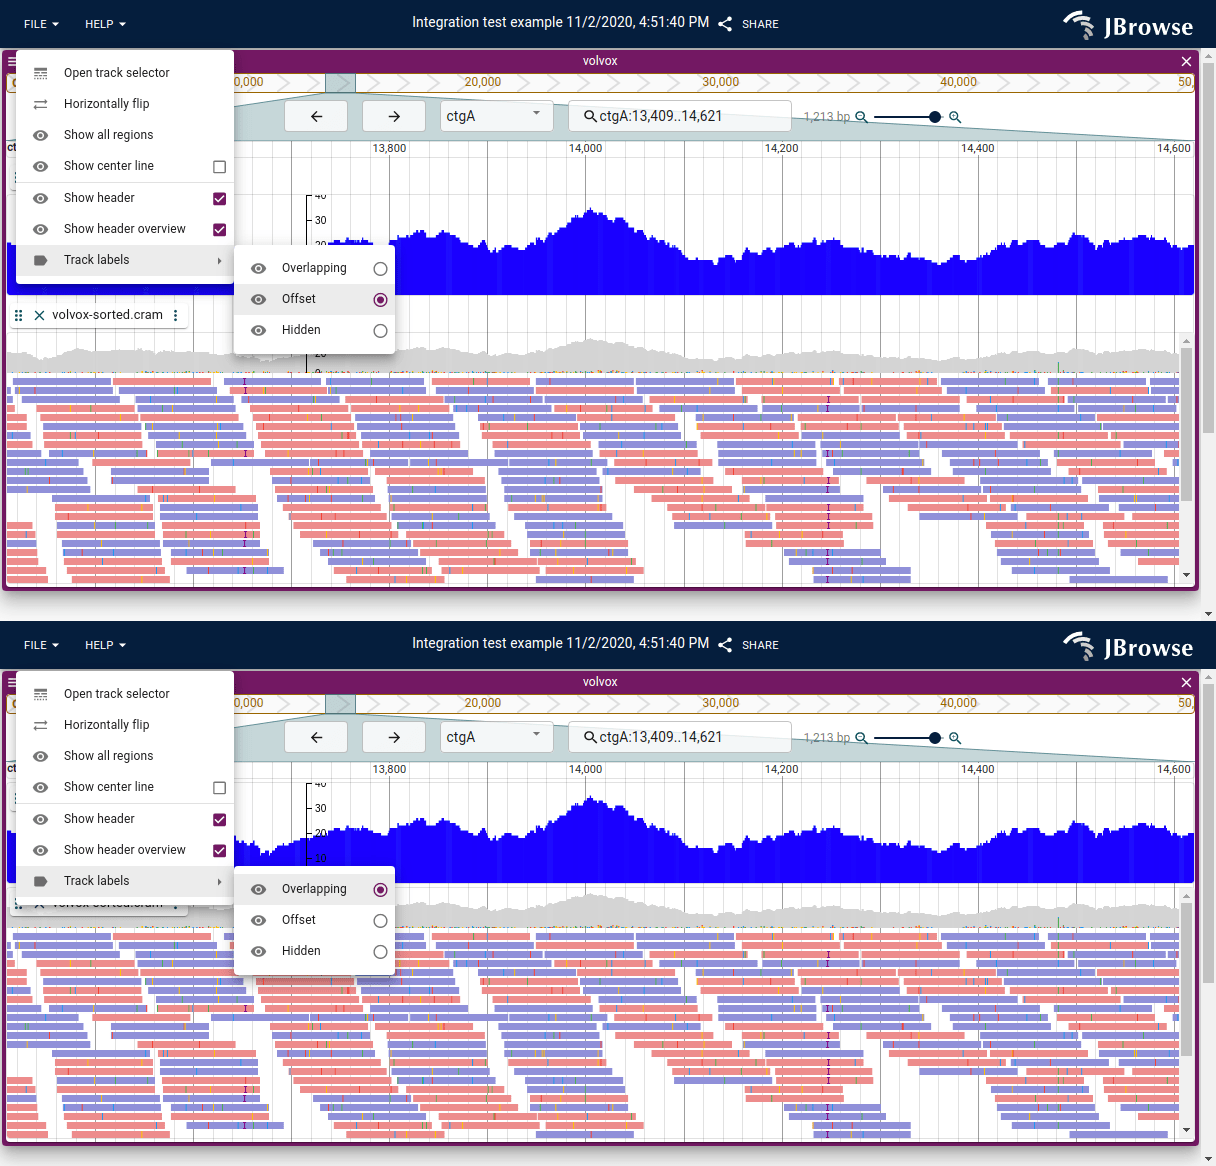 FILE HELP Integration test example 11/2/2020, 4:51:40 PM SHARE JBrowse
volvox
0,000 20,000 30,000 40,000 50,
ctgA ctgA:13,409..14,621 1,213 bp
ct 13,800 14,000 14,200 14,400 14,600
Open track selector
Horizontally flip
Show all regions
Show center line
Show header
Show header overview
Track labels
40
30
20
Overlapping
Offset
Hidden
volvox-sorted.cram
20
0
FILE HELP Integration test example 11/2/2020, 4:51:40 PM SHARE JBrowse
volvox
0,000 20,000 30,000 40,000 50,
ctgA ctgA:13,409..14,621 1,213 bp
ct 13,800 14,000 14,200 14,400 14,600
Open track selector
Horizontally flip
Show all regions
Show center line
Show header
Show header overview
Track labels
40
30
20
10
Overlapping
Offset
Hidden
volvox-sorted.cram